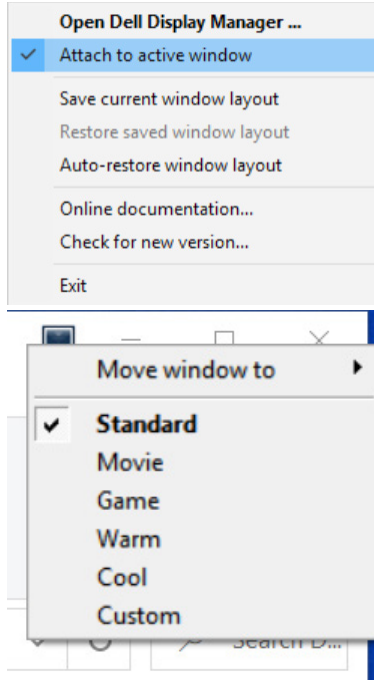 Open Dell Display Manager ...
Attach to active window
Save current window layout
Restore saved window layout
Auto-restore window layout
Online documentation...
Check for new version...
Exit
Move window to
Standard
Movie
Game
Warm
Cool
Custom
Search D...